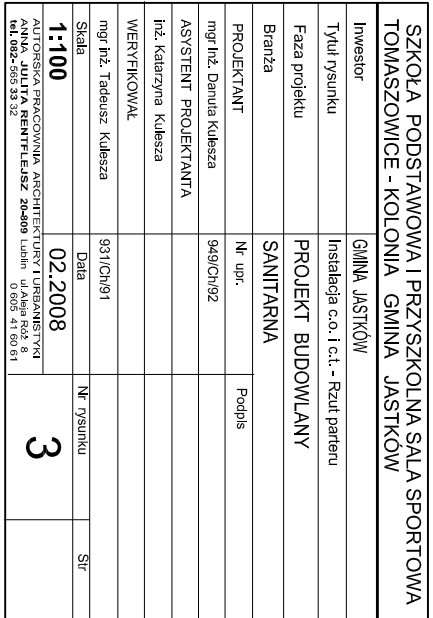 SZKOŁA PODSTAWOWA I PRZYSZKOLNA SALA SPORTOWA
TOMASZOWICE - KOLONIA GMINA JASTKÓW
Inwestor GMINA JASTKÓW
Tytuł rysunku Instalacja c.o. i c.t. - Rzut parteru
Faza projektu PROJEKT BUDOWLANY
Branża SANITARNA
PROJEKTANT Nr upr. Podpis
mgr inż. Danuta Kulesza 949/Ch/92
ASYSTENT PROJEKTANTA
inż. Katarzyna Kulesza
WERYFIKOWAŁ
mgr inż. Tadeusz Kulesza 931/Ch/91
Skala Data Nr rysunku Str
1:100 02.2008 3
AUTORSKA PRACOWNIA ARCHITEKTURY I URBANISTYKI
ANNA JULITA RENTFLEJSZ 20-809 Lublin ul.Aleja Róż 8
tel. 082- 565 33 32 0 605 41 60 61